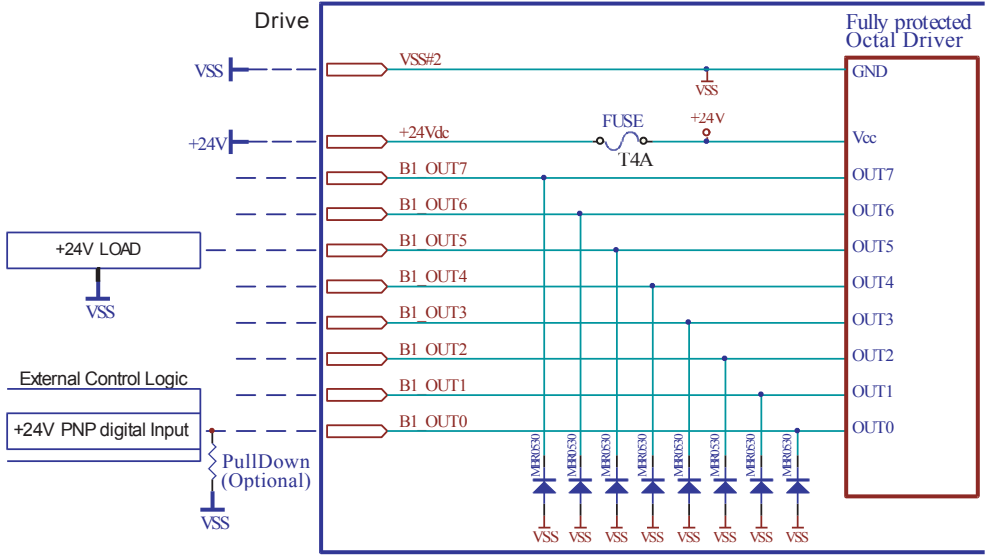 Drive
Fully protected
Octal Driver
VSS
VSS#2
VSS
GND
+24V
+24Vdc
FUSE
T4A
+24V
Vcc
B1_OUT7
OUT7
B1_OUT6
OUT6
+24V LOAD
B1_OUT5
OUT5
VSS
B1_OUT4
OUT4
B1_OUT3
OUT3
B1_OUT2
OUT2
External Control Logic
B1_OUT1
OUT1
+24V PNP digital Input
B1_OUT0
OUT0
PullDown
(Optional)
VSS
MBR0530
MBR0530
MBR0530
MBR0530
MBR0530
MBR0530
MBR0530
MBR0530
VSS
VSS
VSS
VSS
VSS
VSS
VSS
VSS